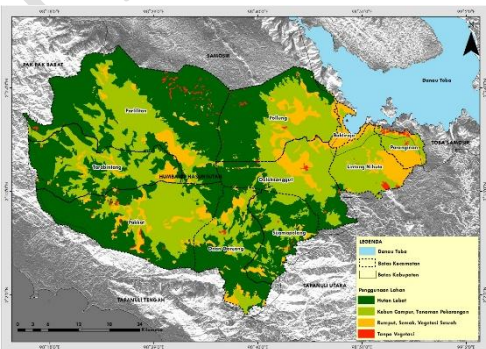 PAK PAK BARAT
SAMOSIR
Danau Toba
Parlilitan
Pollung
Baktiraja
Paranginan
TOBA SAMOSIR
Lintong Nihuta
Tarabintang
HUMBANG HASUNDUTAN
Doloksanggul
Pakkat
Onan Ganjang
Sijamapolang
TAPANULI TENGAH
TAPANULI UTARA
LEGENDA
Danau Toba
Batas Kecamatan
Batas Kabupaten
Penggunaan Lahan
Hutan Lebat
Kebun Campur, Tanaman Pekarangan
Rumput, Semak, Vegetasi Sawah
Tanpa Vegetasi